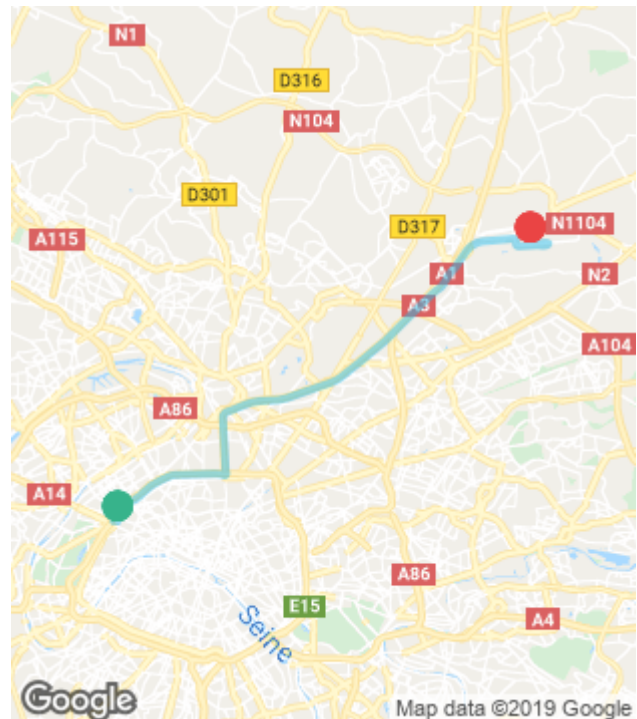 N1
D316
N104
D301
D317
N1104
A115
A1
N2
A3
A104
A86
A14
A86
E15
A4
Seine
Google
Map data ©2019 Google